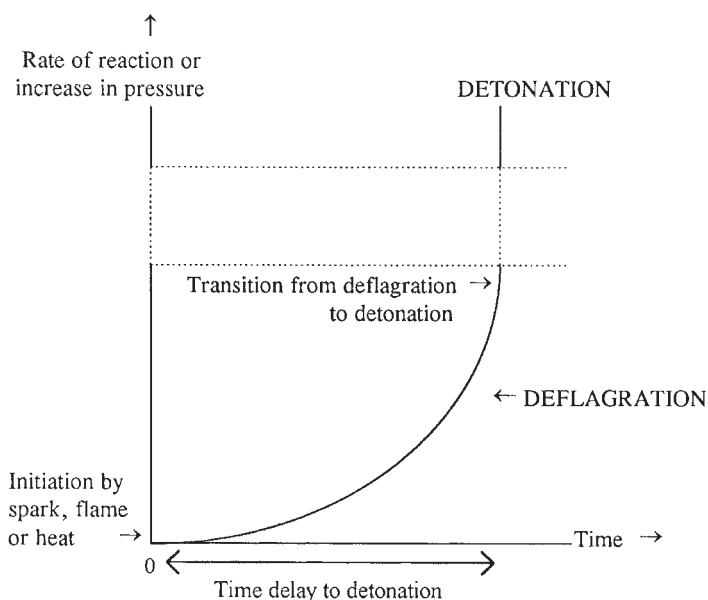 Rate of reaction or
increase in pressure
DETONATION
Transition from deflagration →
to detonation
← DEFLAGRATION
Initiation by
spark, flame
or heat →
Time →
0
Time delay to detonation